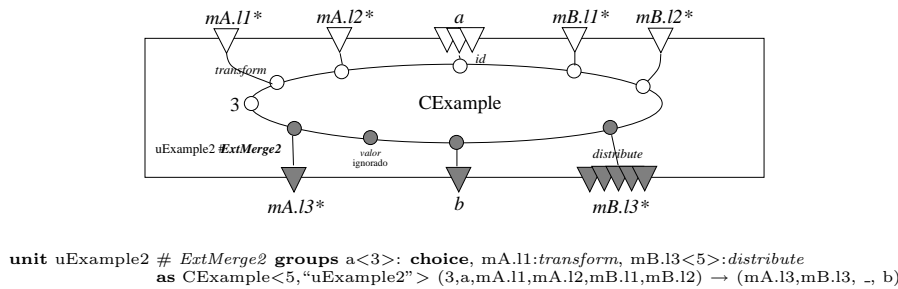 mA.l1* mA.l2* a mB.l1* mB.l2*
transform id
3 CExample
uExample2 #ExtMerge2 valor distribute
ignorado
mA.l3* b mB.l3*
unit uExample2 # ExtMerge2 groups a<3>: choice, mA.l1:transform, mB.l3<5>:distribute
as CExample<5,“uExample2”> (3,a,mA.l1,mA.l2,mB.l1,mB.l2) → (mA.l3,mB.l3, _, b)